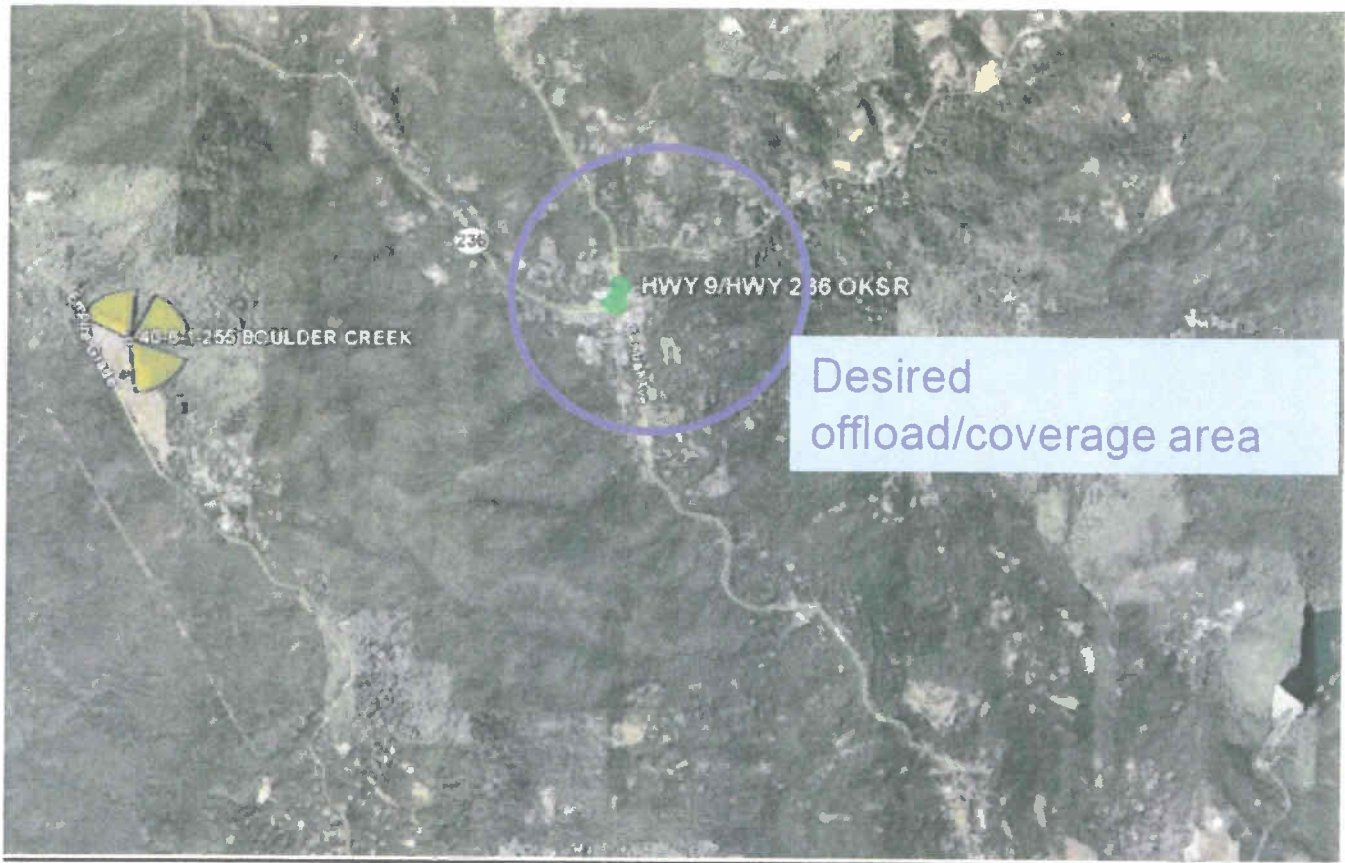 236
HWY 9/HWY 236 OKSR
BOULDER CREEK
Desired
offload/coverage area